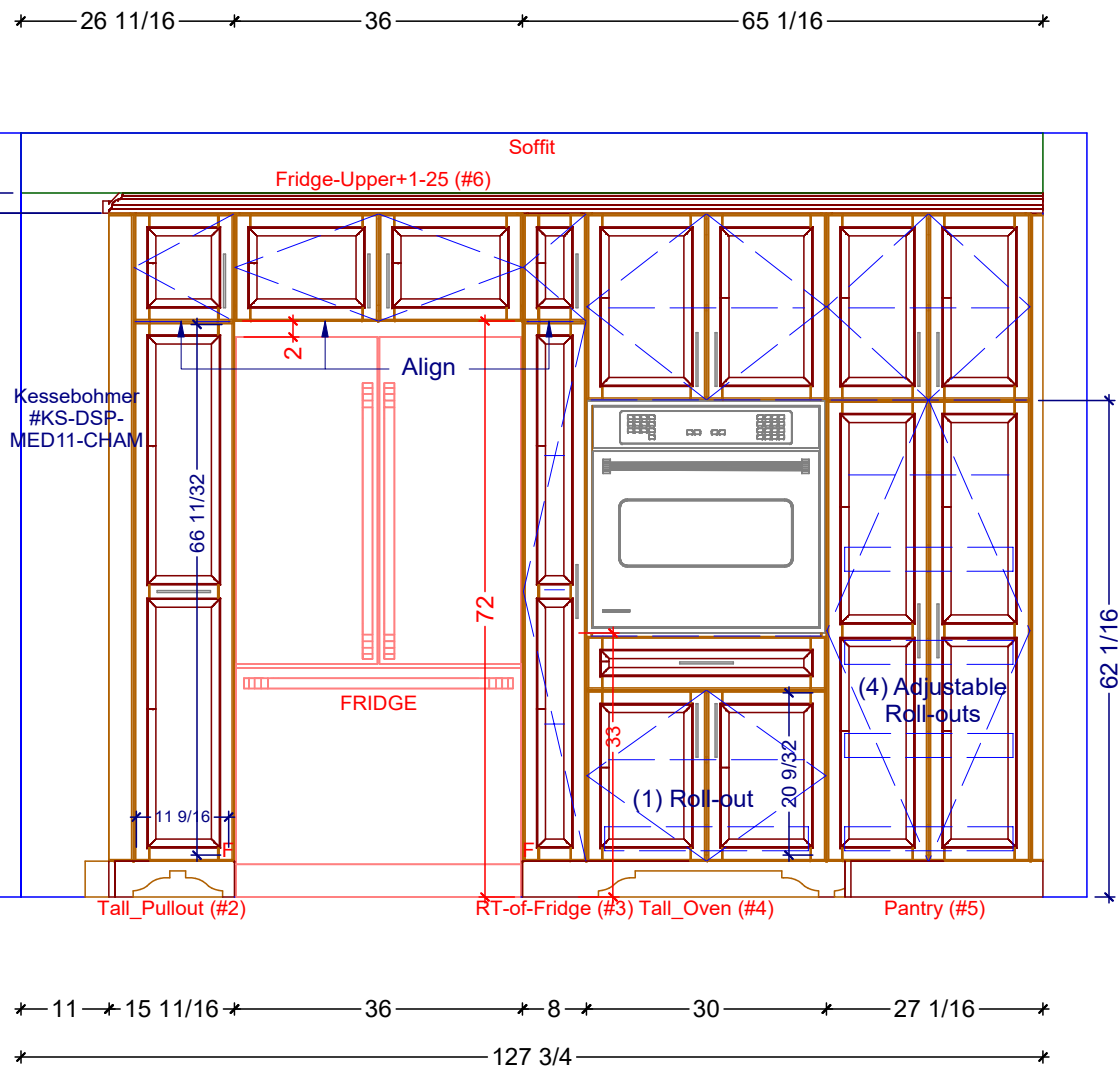 26 11/16
36
65 1/16
Soffit
Fridge-Upper+1-25 (#6)
2
Align
Kessebohmer
#KS-DSP-
MED11-CHAM
66 11/32
72
62 1/16
FRIDGE
(4) Adjustable
Roll-outs
33
20 9/32
(1) Roll-out
11 9/16
F
F
Tall_Pullout (#2)
RT-of-Fridge (#3)
Tall_Oven (#4)
Pantry (#5)
11
15 11/16
36
8
30
27 1/16
127 3/4